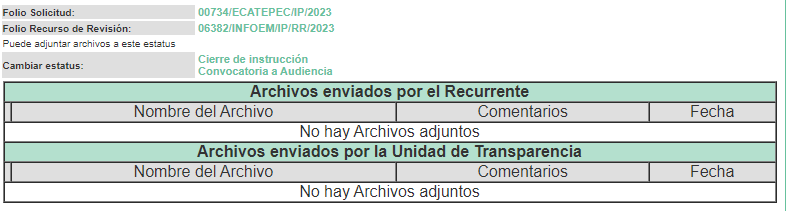 Folio Solicitud: 00734/ECATEPEC/IP/2023
Folio Recurso de Revisión: 06382/INFOEM/IP/RR/2023
Puede adjuntar archivos a este estatus
Cambiar estatus: Cierre de instrucción
Convocatoria a Audiencia
Archivos enviados por el Recurrente
Nombre del Archivo Comentarios Fecha
No hay Archivos adjuntos
Archivos enviados por la Unidad de Transparencia
Nombre del Archivo Comentarios Fecha
No hay Archivos adjuntos